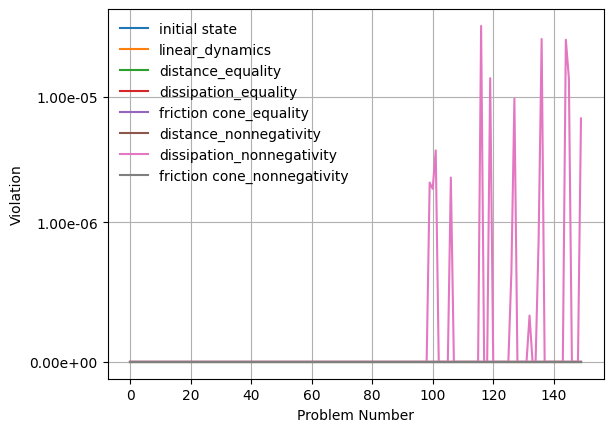 initial state
linear_dynamics
distance_equality
dissipation_equality
friction cone_equality
distance_nonnegativity
dissipation_nonnegativity
friction cone_nonnegativity
Violation
1.00e-05
1.00e-06
0.00e+00
0 20 40 60 80 100 120 140
Problem Number